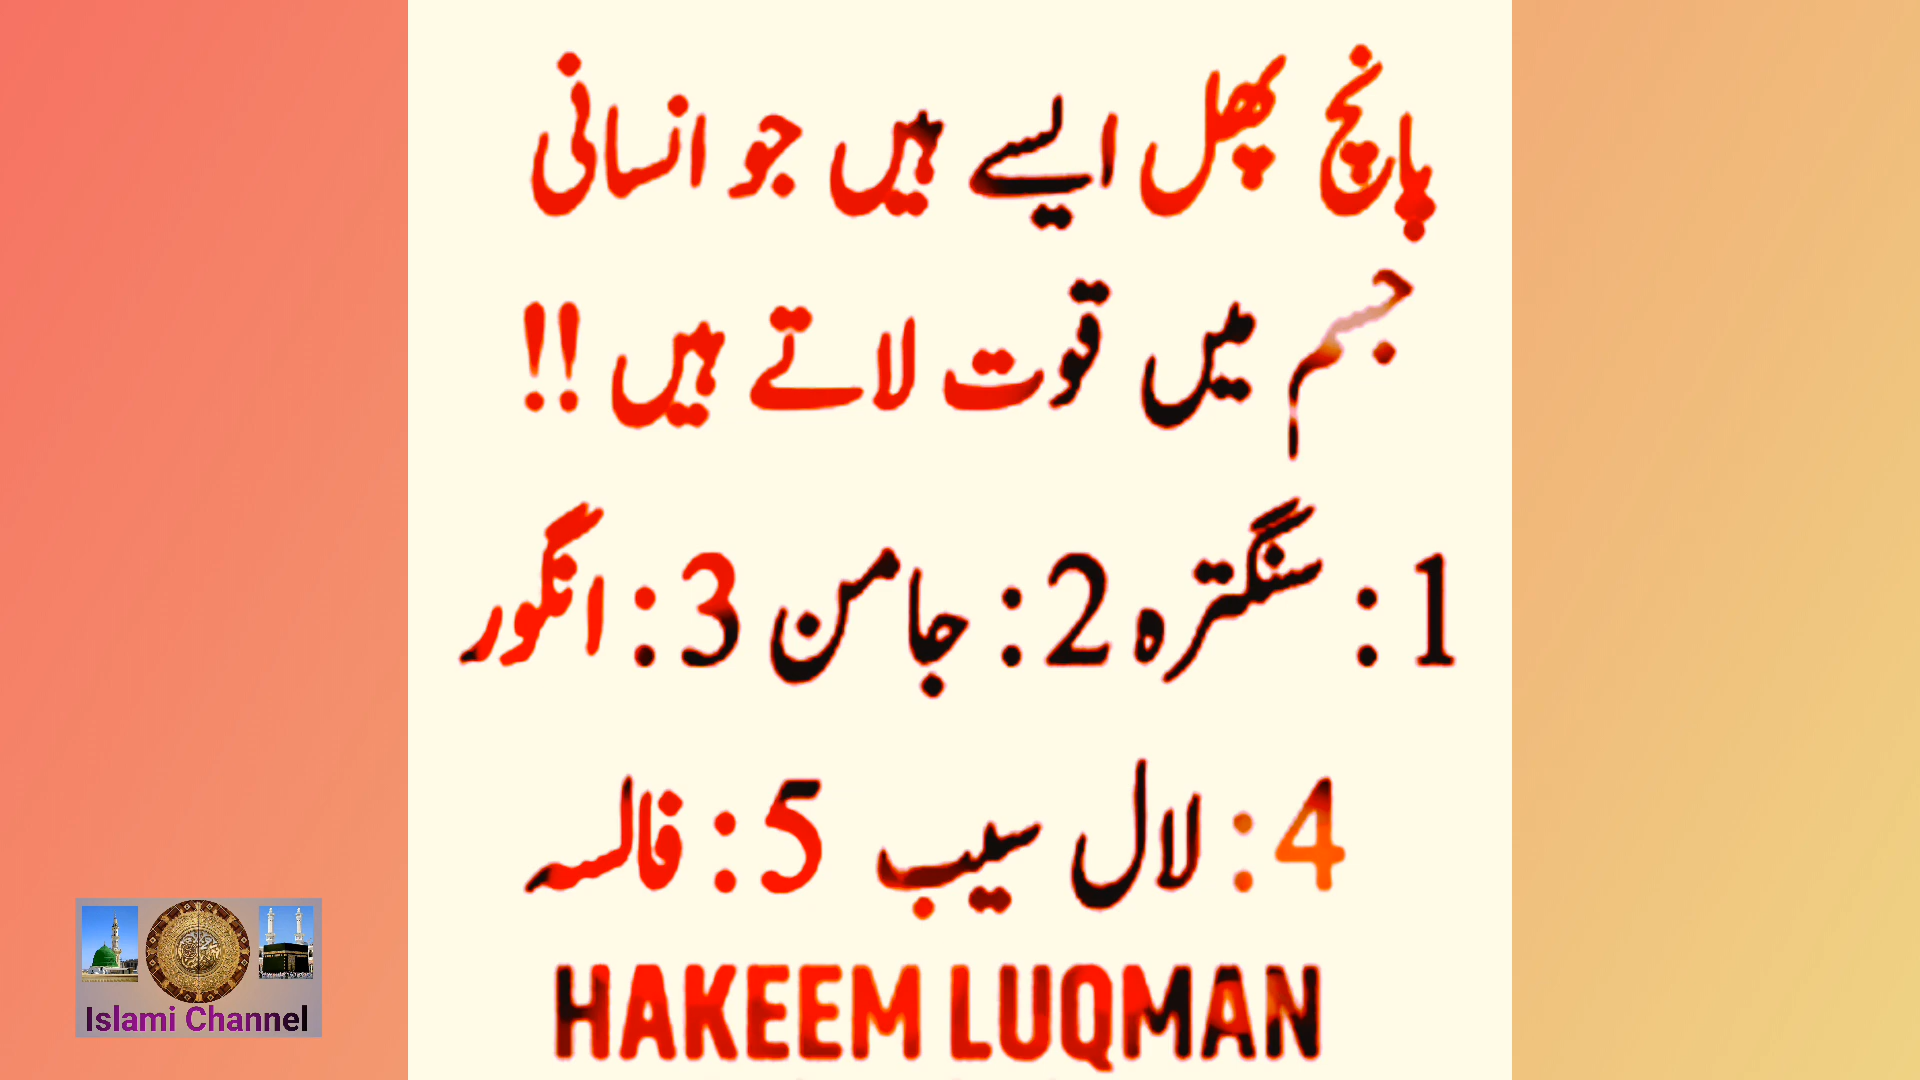 پانچ پھل ایسے ہیں جو انسانی
جسم میں قوت لاتے ہیں !!
1: سنگترہ 2: جامن 3: انگور
4: لال سیب 5: فالسہ
HAKEEM LUQMAN
Islami Channel